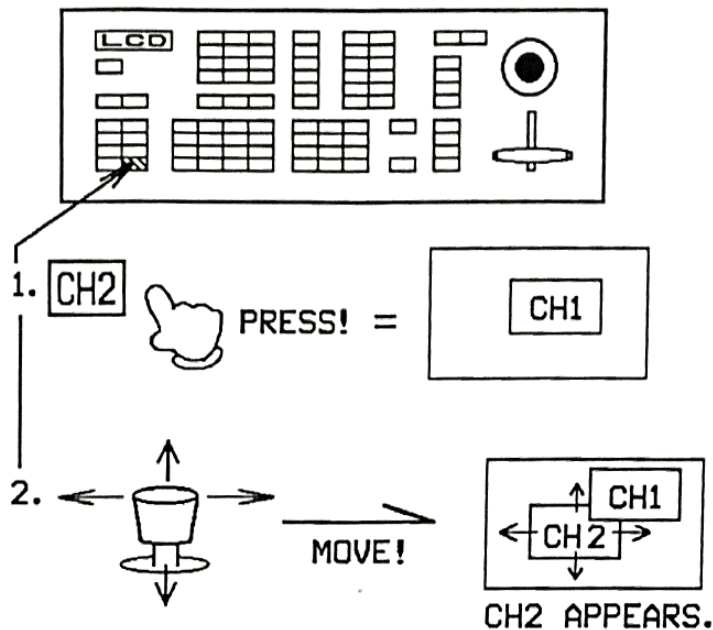 LCD
1. CH2 PRESS! = CH1
2. MOVE! CH1
CH2
CH2 APPEARS.